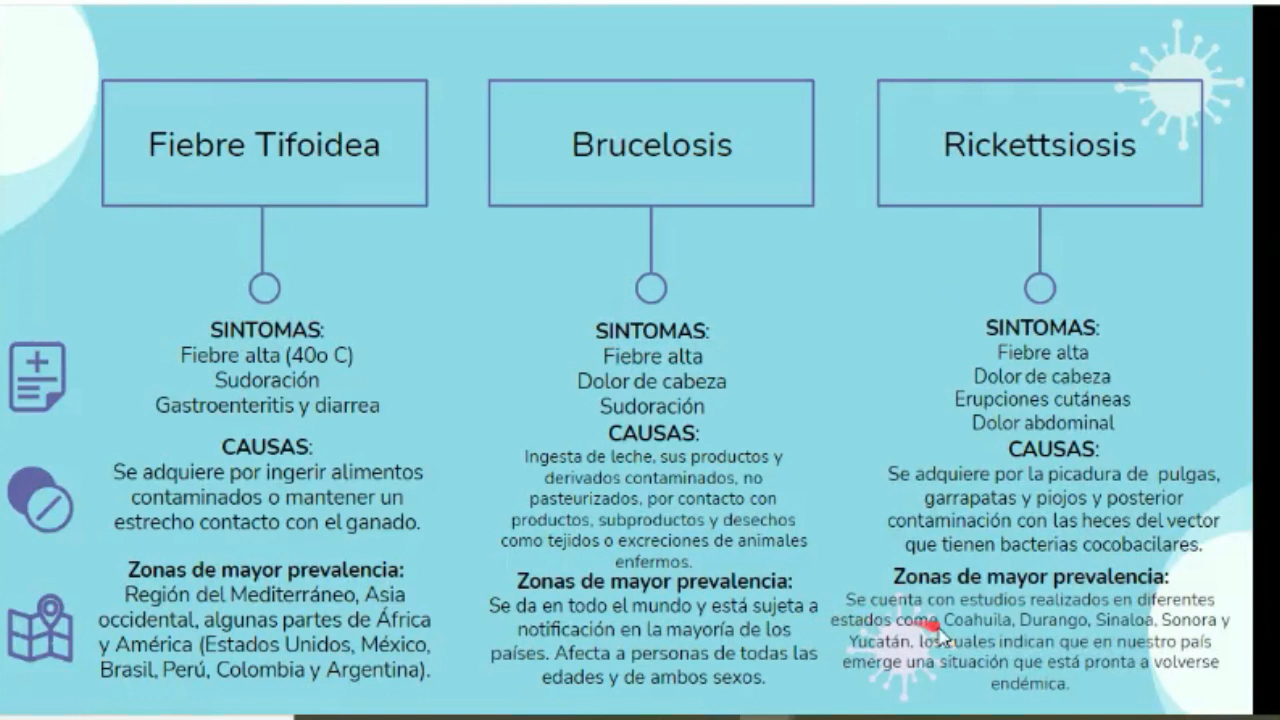 Fiebre Tifoidea
SINTOMAS:
Fiebre alta (40o C)
Sudoración
Gastroenteritis y diarrea
CAUSAS:
Se adquiere por ingerir alimentos
contaminados o mantener un
estrecho contacto con el ganado.
Zonas de mayor prevalencia:
Región del Mediterráneo, Asia
occidental, algunas partes de África
y América (Estados Unidos, México,
Brasil, Perú, Colombia y Argentina).
Brucelosis
SINTOMAS:
Fiebre alta
Dolor de cabeza
Sudoración
CAUSAS:
Ingesta de leche, sus productos y
derivados contaminados, no
pasteurizados, por contacto con
productos, subproductos y desechos
como tejidos o excreciones de animales
enfermos.
Zonas de mayor prevalencia:
Se da en todo el mundo y está sujeta a
notificación en la mayoría de los
países. Afecta a personas de todas las
edades y de ambos sexos.
Rickettsiosis
SINTOMAS:
Fiebre alta
Dolor de cabeza
Erupciones cutáneas
Dolor abdominal
CAUSAS:
Se adquiere por la picadura de pulgas,
garrapatas y piojos y posterior
contaminación con las heces del vector
que tienen bacterias cocobacilares.
Zonas de mayor prevalencia:
Se cuenta con estudios realizados en diferentes
estados como Coahuila, Durango, Sinaloa, Sonora y
Yucatán, los cuales indican que en nuestro país
emerge una situación que está pronta a volverse
endémica.